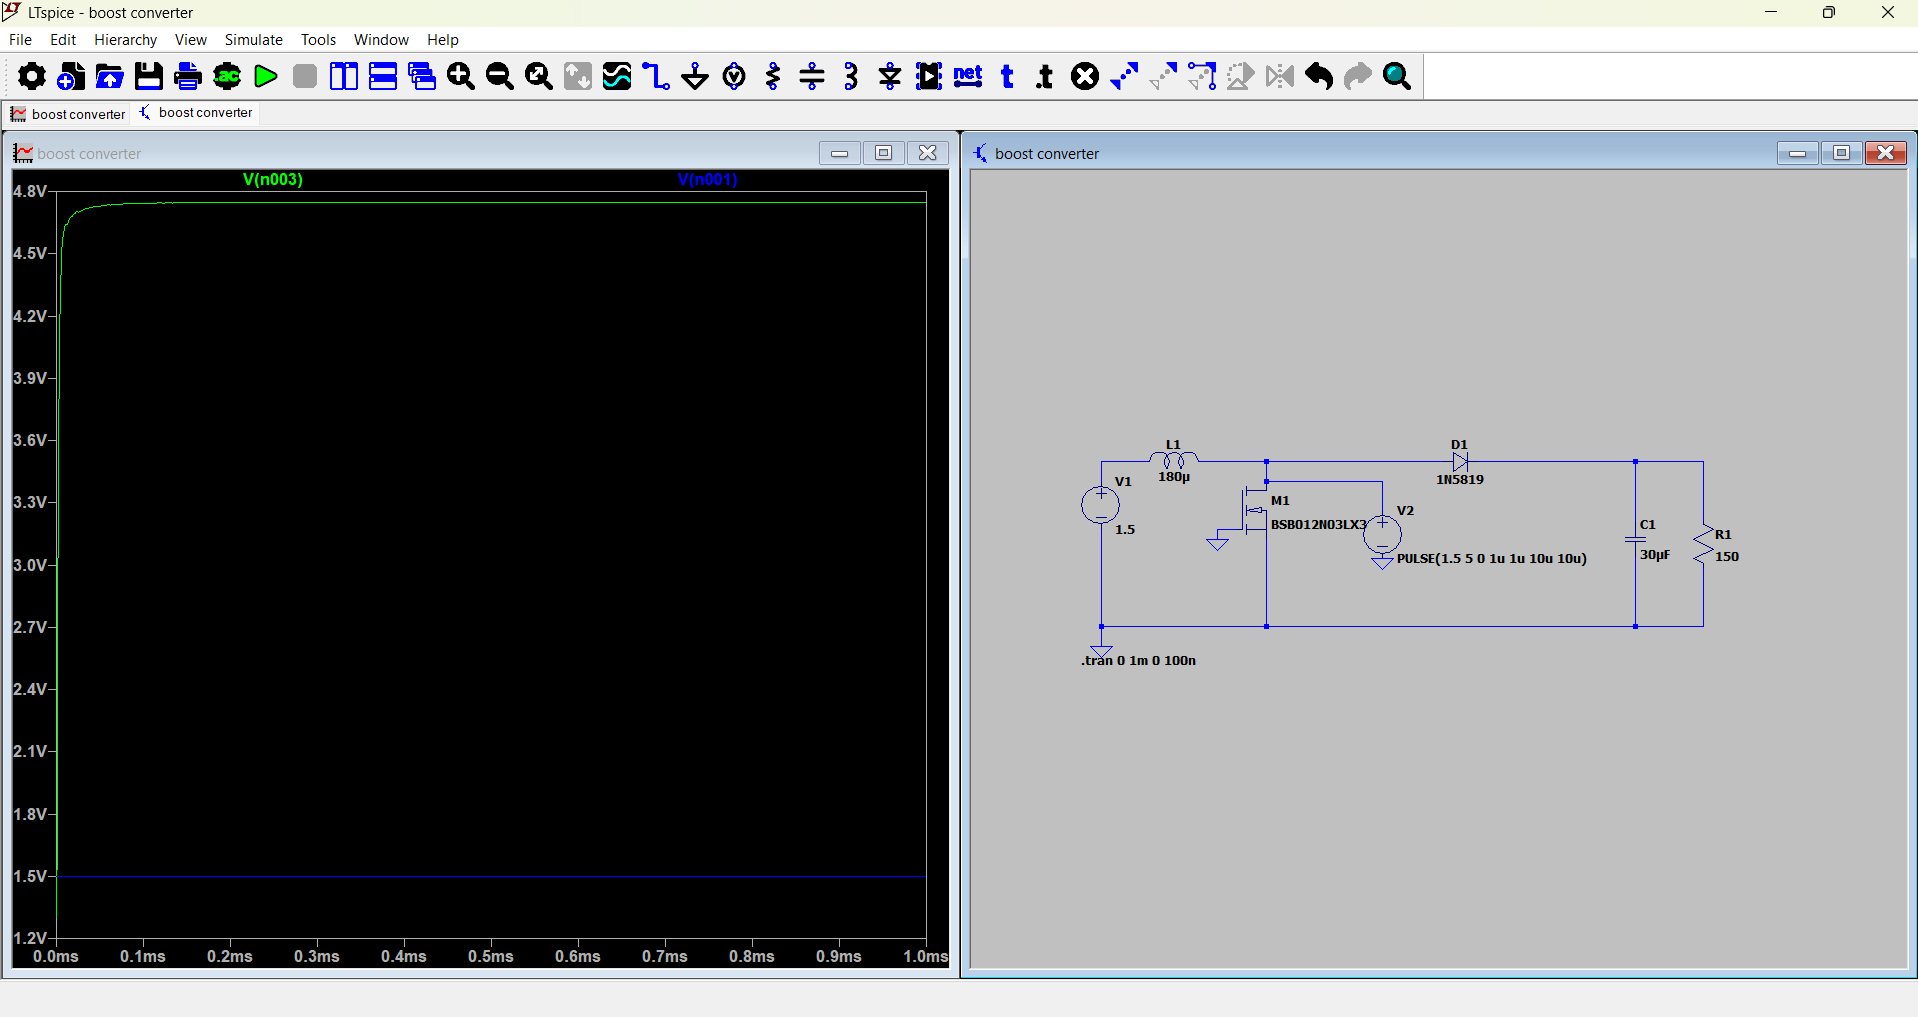 LTspice - boost converter
File Edit Hierarchy View Simulate Tools Window Help
ac net t .t
boost converter boost converter
boost converter
V(n003) V(n001)
4.8V
4.5V
4.2V
3.9V
3.6V
3.3V
3.0V
2.7V
2.4V
2.1V
1.8V
1.5V
1.2V
0.0ms 0.1ms 0.2ms 0.3ms 0.4ms 0.5ms 0.6ms 0.7ms 0.8ms 0.9ms 1.0ms
boost converter
L1
180µ
D1
1N5819
V1
1.5
M1
BSB012N03LX3
V2
PULSE(1.5 5 0 1u 1u 10u 10u)
C1
30µF
R1
150
.tran 0 1m 0 100n